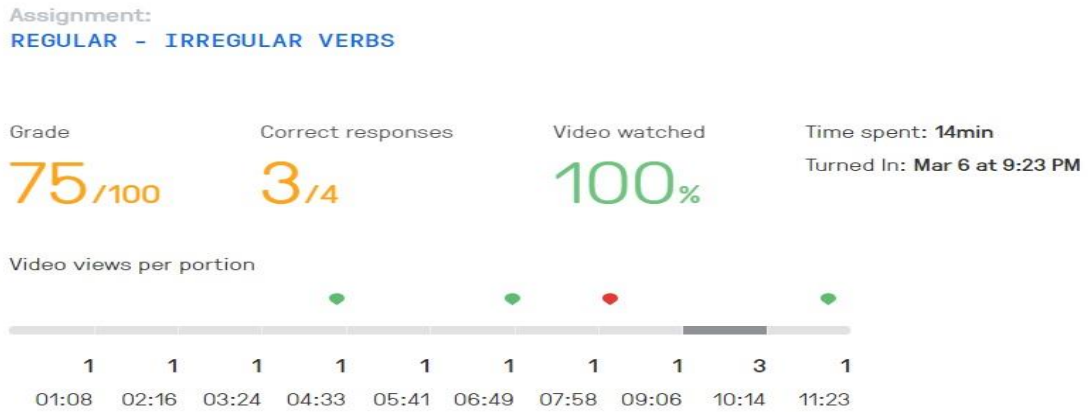 Assignment:
REGULAR - IRREGULAR VERBS
Grade
Correct responses
Video watched
Time spent: 14min
75/100
3/4
100%
Turned In: Mar 6 at 9:23 PM
Video views per portion
1 1 1 1 1 1 1 1 3 1
01:08 02:16 03:24 04:33 05:41 06:49 07:58 09:06 10:14 11:23